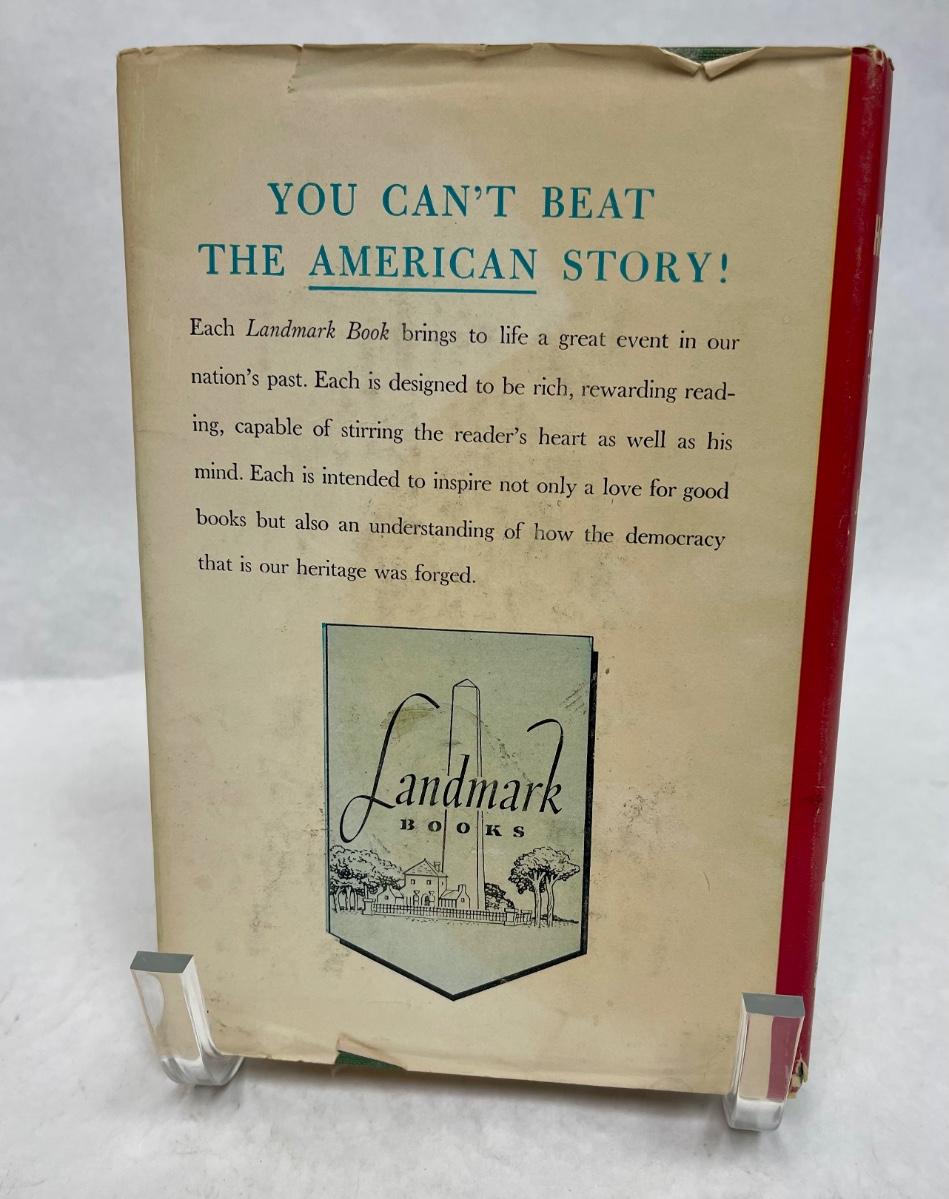 YOU CAN'T BEAT
THE AMERICAN STORY!
Each Landmark Book brings to life a great event in our
nation's past. Each is designed to be rich, rewarding read-
ing, capable of stirring the reader's heart as well as his
mind. Each is intended to inspire not only a love for good
books but also an understanding of how the democracy
that is our heritage was forged.
Landmark
BOOKS